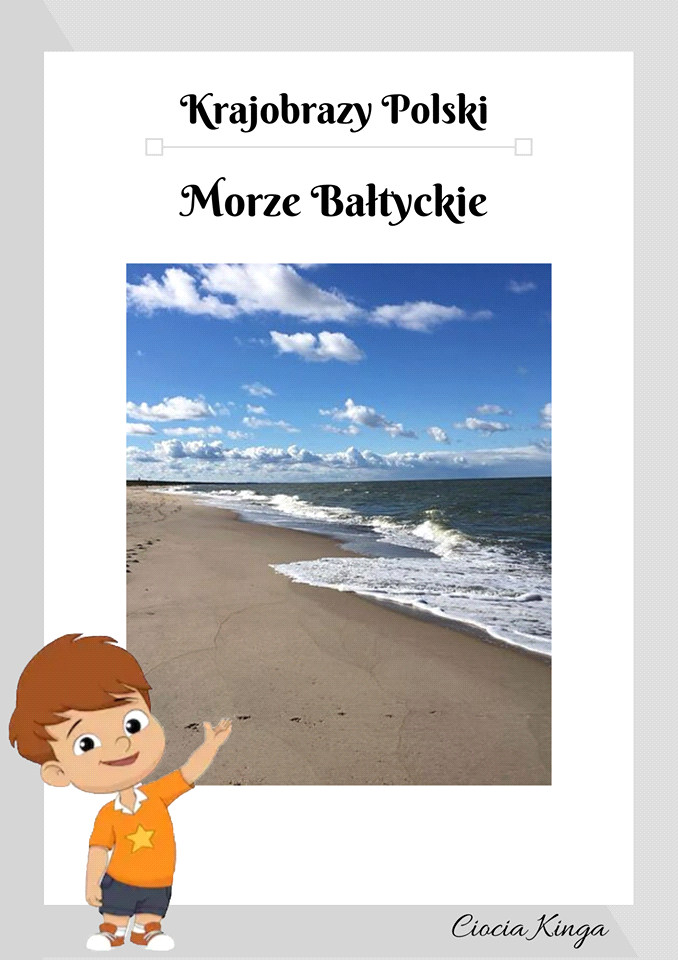 Krajobrazy Polski
Morze Bałtyckie
Ciocia Kinga